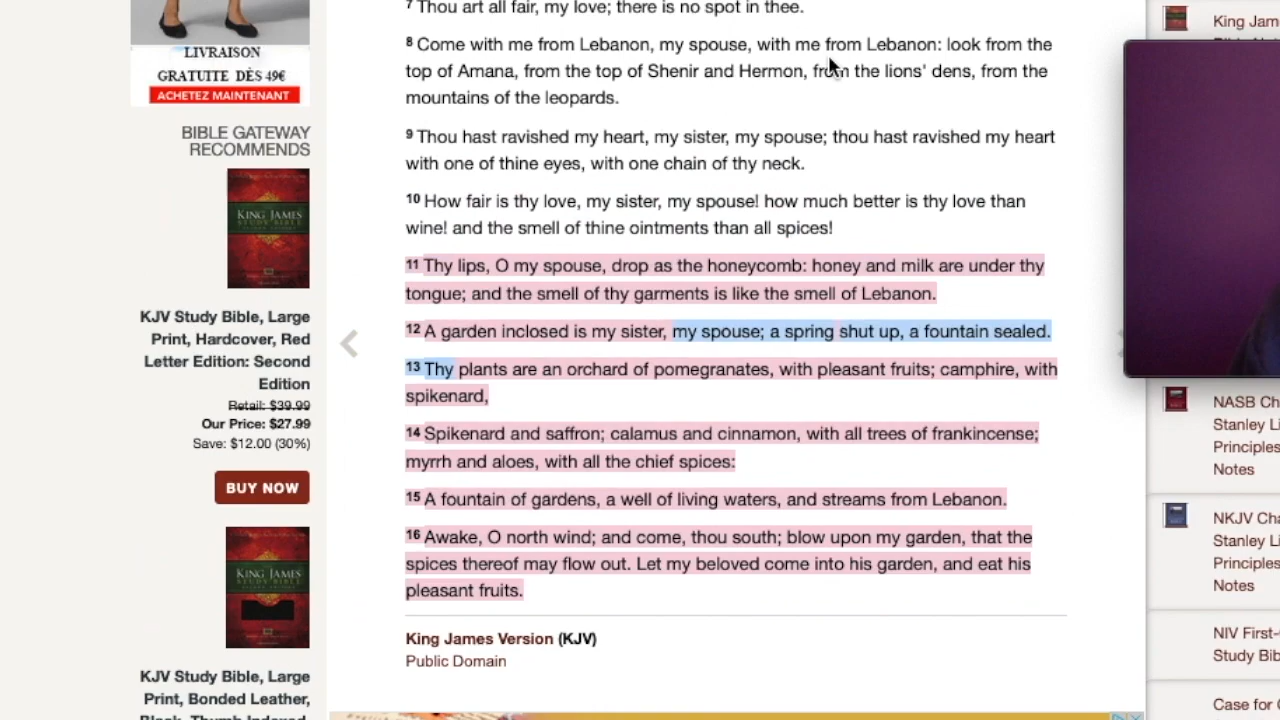 LIVRAISON
GRATUITE DÈS 49€
ACHETEZ MAINTENANT
BIBLE GATEWAY
RECOMMENDS
KING JAMES
STUDY BIBLE
KJV Study Bible, Large
Print, Hardcover, Red
Letter Edition: Second
Edition
Retail: $39.99
Our Price: $27.99
Save: $12.00 (30%)
BUY NOW
KING JAMES
STUDY BIBLE
KJV Study Bible, Large
Print, Bonded Leather,
Black, Thumb Indexed,
7 Thou art all fair, my love; there is no spot in thee.
8 Come with me from Lebanon, my spouse, with me from Lebanon: look from the
top of Amana, from the top of Shenir and Hermon, from the lions' dens, from the
mountains of the leopards.
9 Thou hast ravished my heart, my sister, my spouse; thou hast ravished my heart
with one of thine eyes, with one chain of thy neck.
10 How fair is thy love, my sister, my spouse! how much better is thy love than
wine! and the smell of thine ointments than all spices!
11 Thy lips, O my spouse, drop as the honeycomb: honey and milk are under thy
tongue; and the smell of thy garments is like the smell of Lebanon.
12 A garden inclosed is my sister, my spouse; a spring shut up, a fountain sealed.
13 Thy plants are an orchard of pomegranates, with pleasant fruits; camphire, with
spikenard,
14 Spikenard and saffron; calamus and cinnamon, with all trees of frankincense;
myrrh and aloes, with all the chief spices:
15 A fountain of gardens, a well of living waters, and streams from Lebanon.
16 Awake, O north wind; and come, thou south; blow upon my garden, that the
spices thereof may flow out. Let my beloved come into his garden, and eat his
pleasant fruits.
King James Version (KJV)
Public Domain
King Jam
NASB Ch
Stanley Li
Principles
Notes
NKJV Cha
Stanley Li
Principles
Notes
NIV First-
Study Bib
Case for